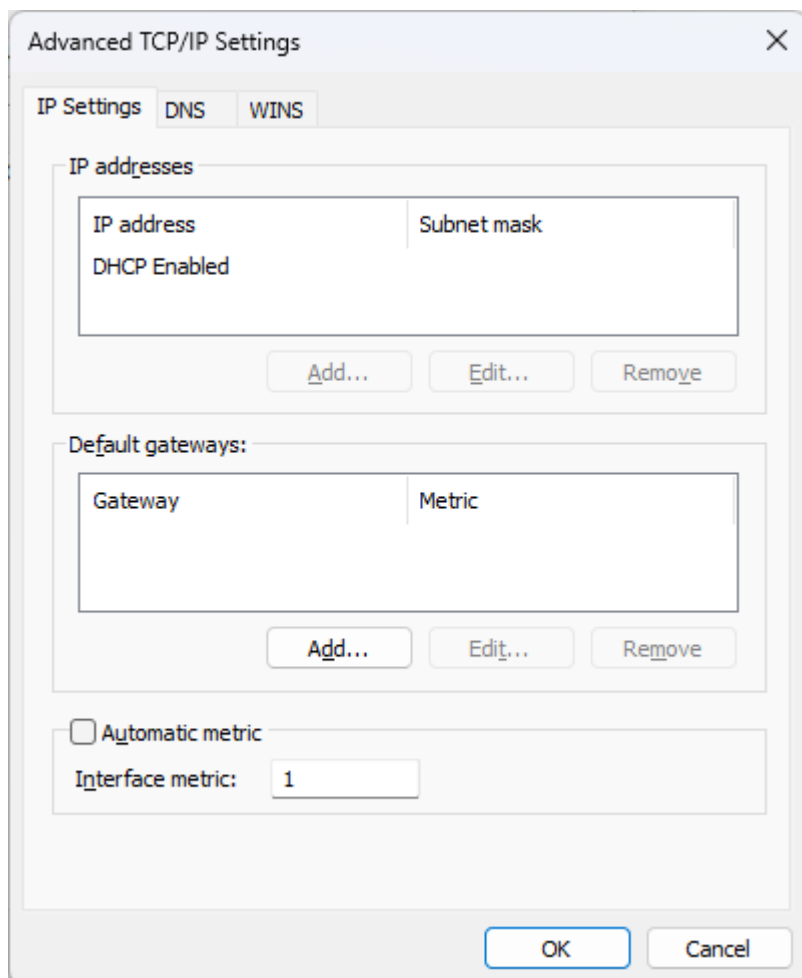 Advanced TCP/IP Settings
IP Settings DNS WINS
IP addresses
IP address Subnet mask
DHCP Enabled
Add... Edit... Remove
Default gateways:
Gateway Metric
Add... Edit... Remove
Automatic metric
Interface metric: 1
OK Cancel